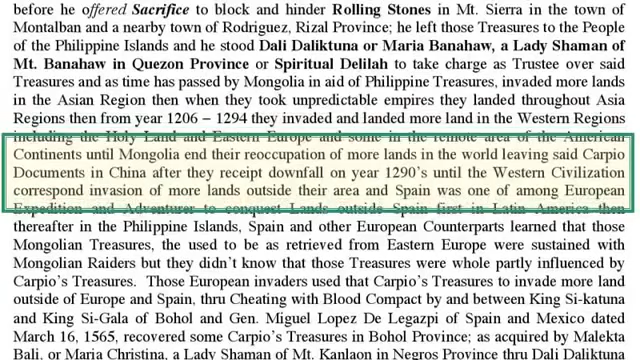 before he offered Sacrifice to block and hinder Rolling Stones in Mt. Sierra in the town of
Montalban and a nearby town of Rodriguez, Rizal Province; he left those Treasures to the People
of the Philippine Islands and he stood Dali Daliktuna or Maria Banahaw, a Lady Shaman of
Mt. Banahaw in Quezon Province or Spiritual Delilah to take charge as Trustee over said
Treasures and as time has passed by Mongolia in aid of Philippine Treasures, invaded more lands
in the Asian Region then when they took unpredictable empires they landed throughout Asia
Regions then from year 1206 – 1294 they invaded and landed more land in the Western Regions
including the Holy Land and Eastern Europe and some in the remote area of the American
Continents until Mongolia end their reoccupation of more lands in the world leaving said Carpio
Documents in China after they receipt downfall on year 1290's until the Western Civilization
correspond invasion of more lands outside their area and Spain was one of among European
Expedition and Adventurer to conquest Lands outside Spain first in Latin America then
thereafter in the Philippine Islands, Spain and other European Counterparts learned that those
Mongolian Treasures, the used to be as retrieved from Eastern Europe were sustained with
Mongolian Raiders but they didn't know that those Treasures were whole partly influenced by
Carpio's Treasures. Those European invaders used that Carpio's Treasures to invade more land
outside of Europe and Spain, thru Cheating with Blood Compact by and between King Si-katuna
and King Si-Gala of Bohol and Gen. Miguel Lopez De Legazpi of Spain and Mexico dated
March 16, 1565, recovered some Carpio's Treasures in Bohol Province; as acquired by Malekta
Bali, or Maria Christina, a Lady Shaman of Mt. Kanlaon in Negros Province thru Dali Daliktuna